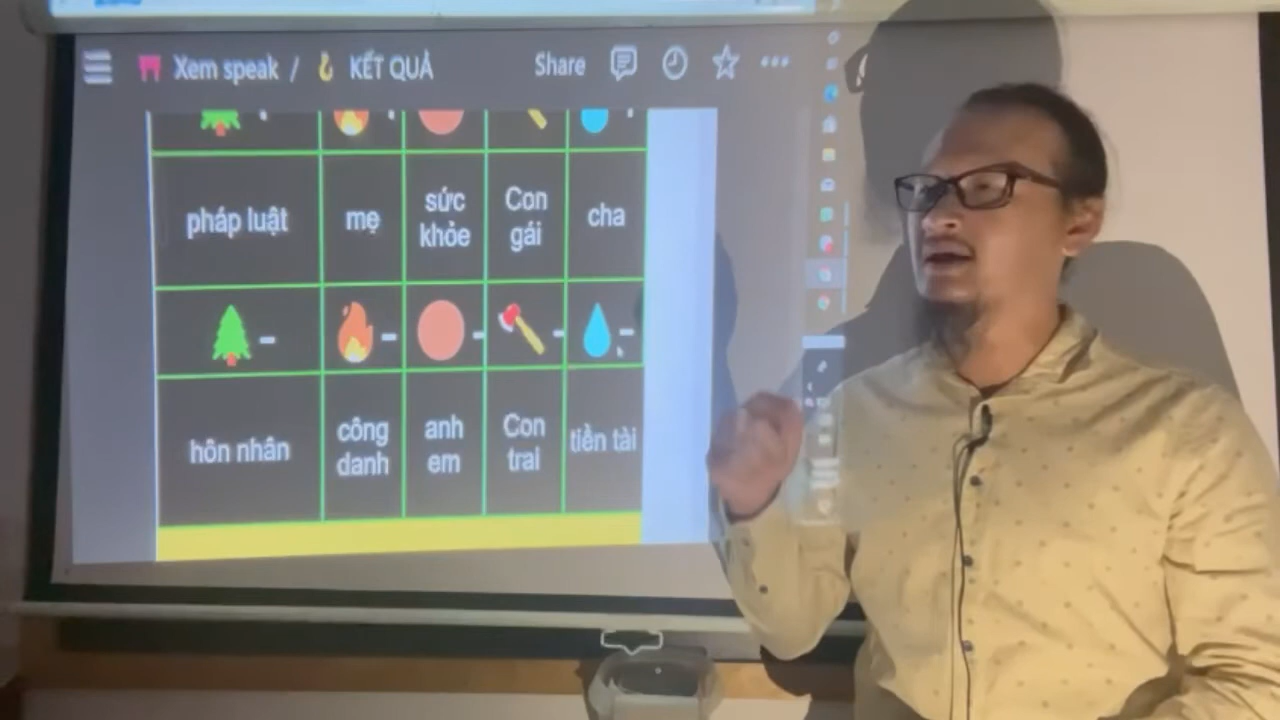 Xem speak / KẾT QUẢ Share
pháp luật
mẹ
sức
khỏe
Con
gái
cha
hôn nhân
công
danh
anh
em
Con
trai
tiền tài